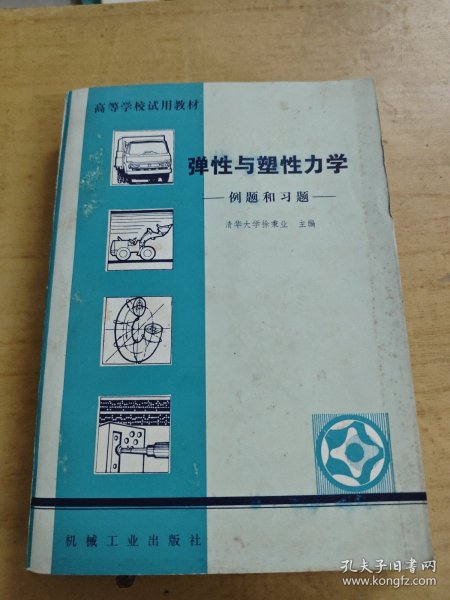 高等学校试用教材
弹性与塑性力学
—例题和习题—
清华大学徐秉业 主编
机械工业出版社
孔夫子旧书网
www.kongfz.com